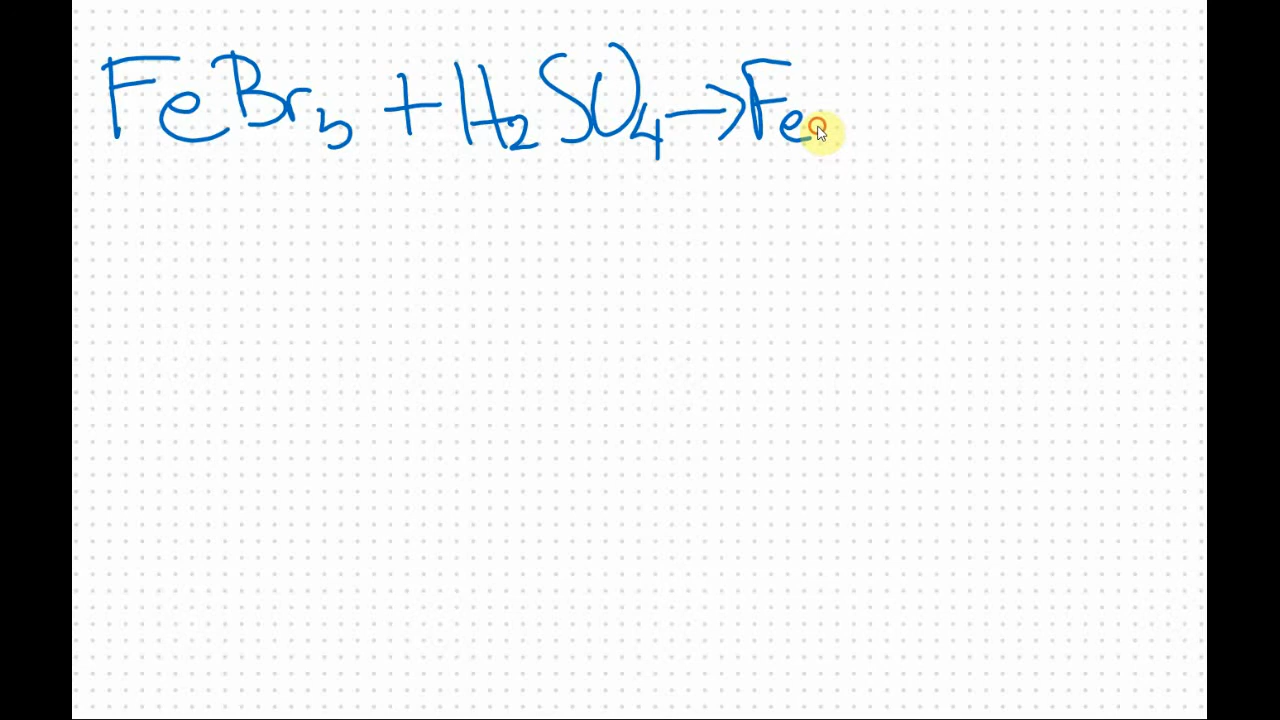 FeBr₃ + H₂SO₄ → Fe